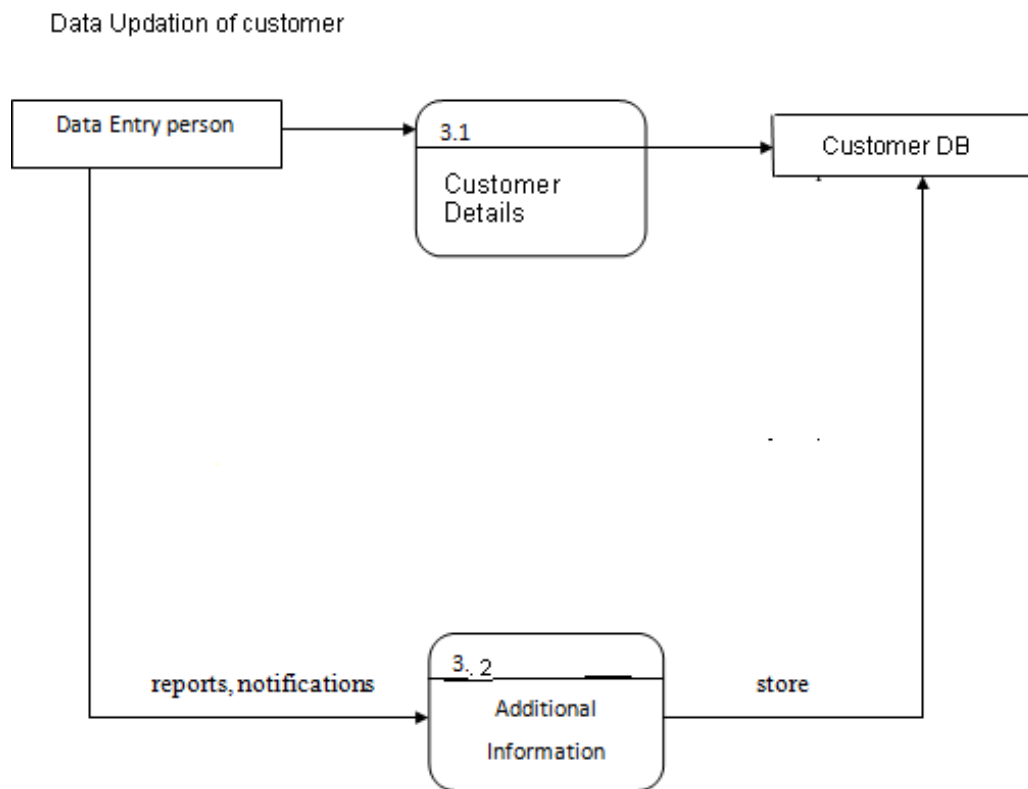 Data Updation of customer
Data Entry person
3.1
Customer DB
Customer
Details
3. . 2
reports, notifications
store
Additional
Information